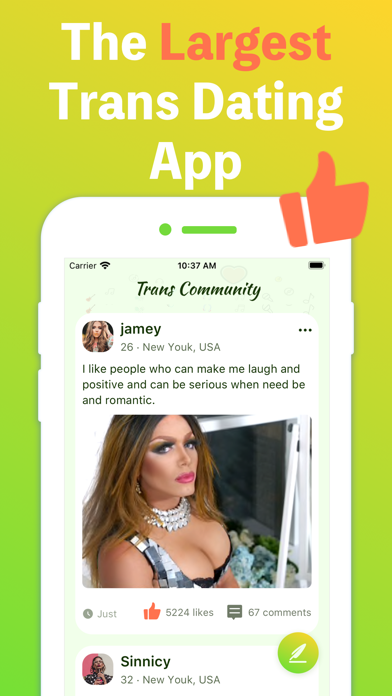 The Largest
Trans Dating
App
Carrier
10:37 AM
Trans Community
jamey
26 · New Youk, USA
I like people who can make me laugh and
positive and can be serious when need be
and romantic.
Just
5224 likes
67 comments
Sinnicy
32 · New Youk, USA